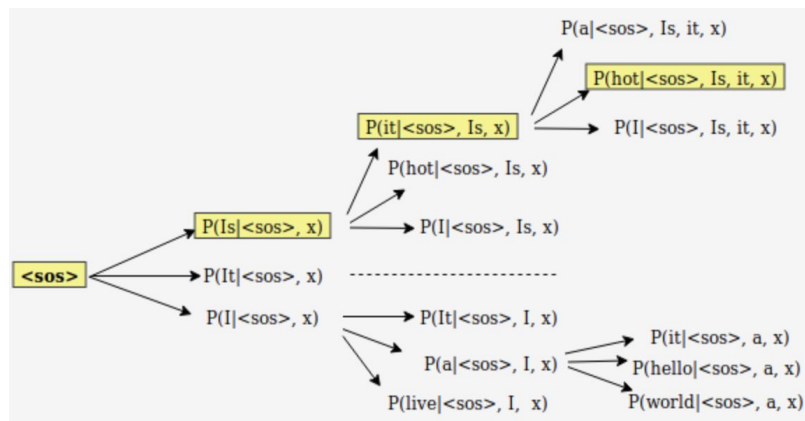 P(a|<sos>, Is, it, x)
P(hot|<sos>, Is, it, x)
P(it|<sos>, Is, x)
P(I|<sos>, Is, it, x)
P(hot|<sos>, Is, x)
P(Is|<sos>, x)
P(I|<sos>, Is, x)
<sos>
P(It|<sos>, x)
P(I|<sos>, x)
P(It|<sos>, I, x)
P(it|<sos>, a, x)
P(a|<sos>, I, x)
P(hello|<sos>, a, x)
P(live|<sos>, I, x)
P(world|<sos>, a, x)